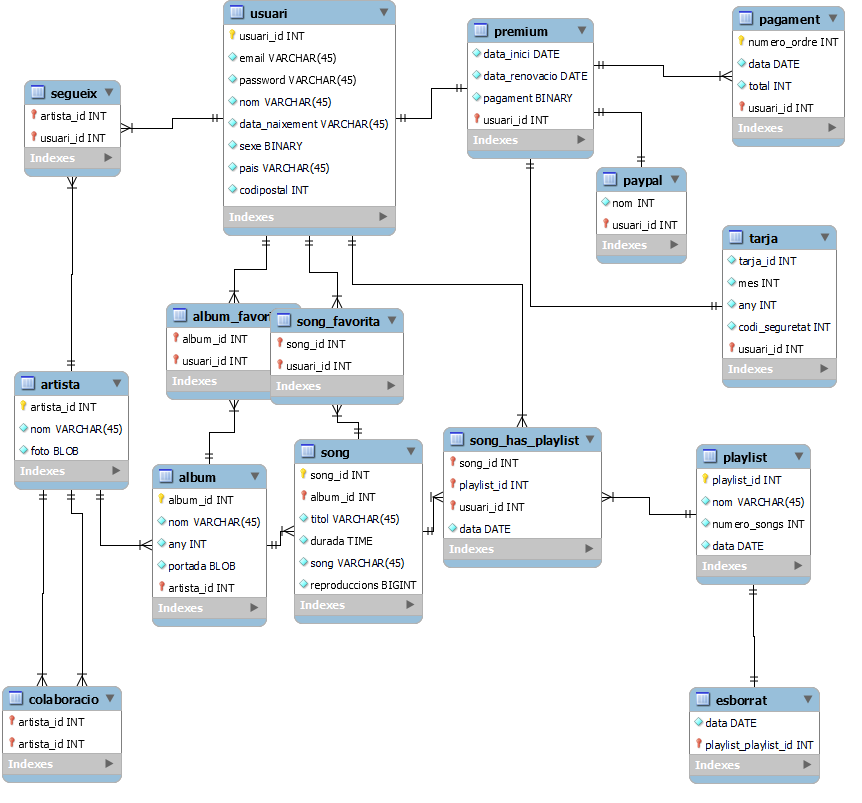 usuari
usuari_id INT
email VARCHAR(45)
password VARCHAR(45)
nom VARCHAR(45)
data_naixement VARCHAR(45)
sexe BINARY
pais VARCHAR(45)
codipostal INT
Indexes
premium
data_inici DATE
data_renovacio DATE
pagament BINARY
usuari_id INT
Indexes
pagament
numero_ordre INT
data DATE
total INT
usuari_id INT
Indexes
segueix
artista_id INT
usuari_id INT
Indexes
paypal
nom INT
usuari_id INT
Indexes
tarja
tarja_id INT
mes INT
any INT
codi_seguretat INT
usuari_id INT
Indexes
album_favori
album_id INT
usuari_id INT
Indexes
song_favorita
song_id INT
usuari_id INT
Indexes
artista
artista_id INT
nom VARCHAR(45)
foto BLOB
Indexes
album
album_id INT
nom VARCHAR(45)
any INT
portada BLOB
artista_id INT
Indexes
song
song_id INT
album_id INT
titol VARCHAR(45)
durada TIME
song VARCHAR(45)
reproduccions BIGINT
Indexes
song_has_playlist
song_id INT
playlist_id INT
usuari_id INT
data DATE
Indexes
playlist
playlist_id INT
nom VARCHAR(45)
numero_songs INT
data DATE
Indexes
colaboracio
artista_id INT
artista_id INT
Indexes
esborrat
data DATE
playlist_playlist_id INT
Indexes